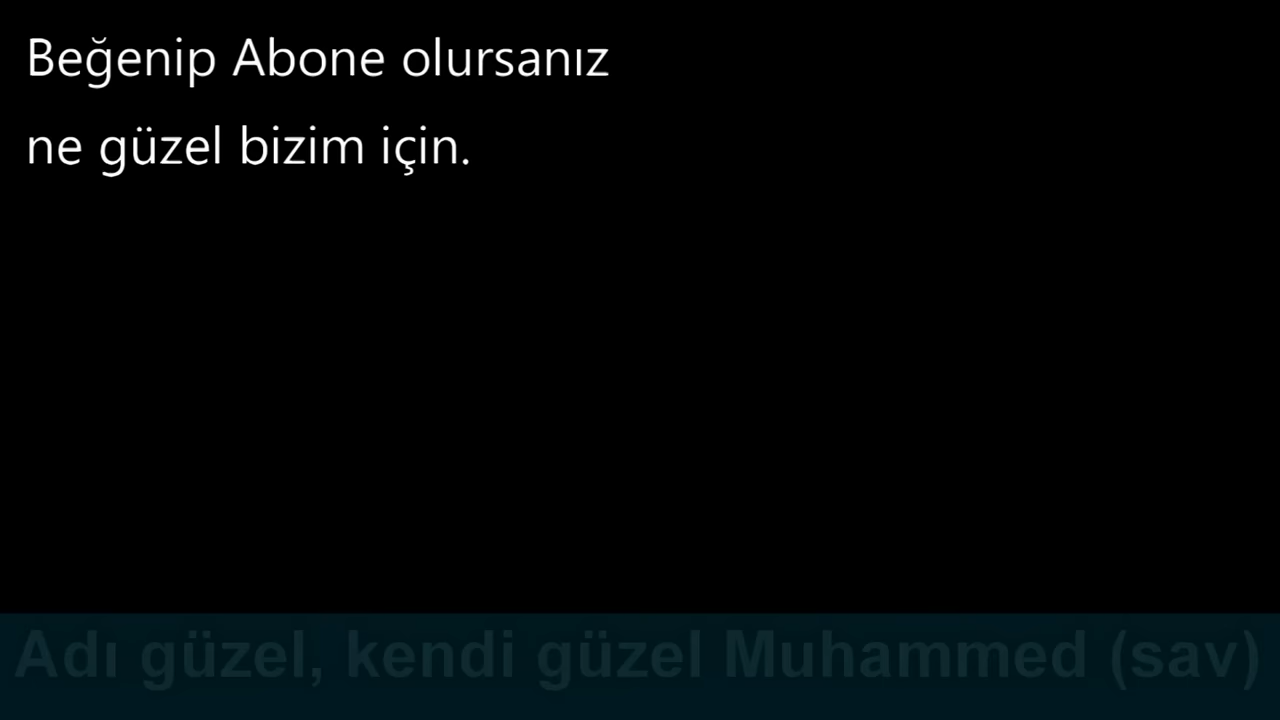 Beğenip Abone olursanız
ne güzel bizim için.
Adı güzel, kendi güzel Muhammed (sav)